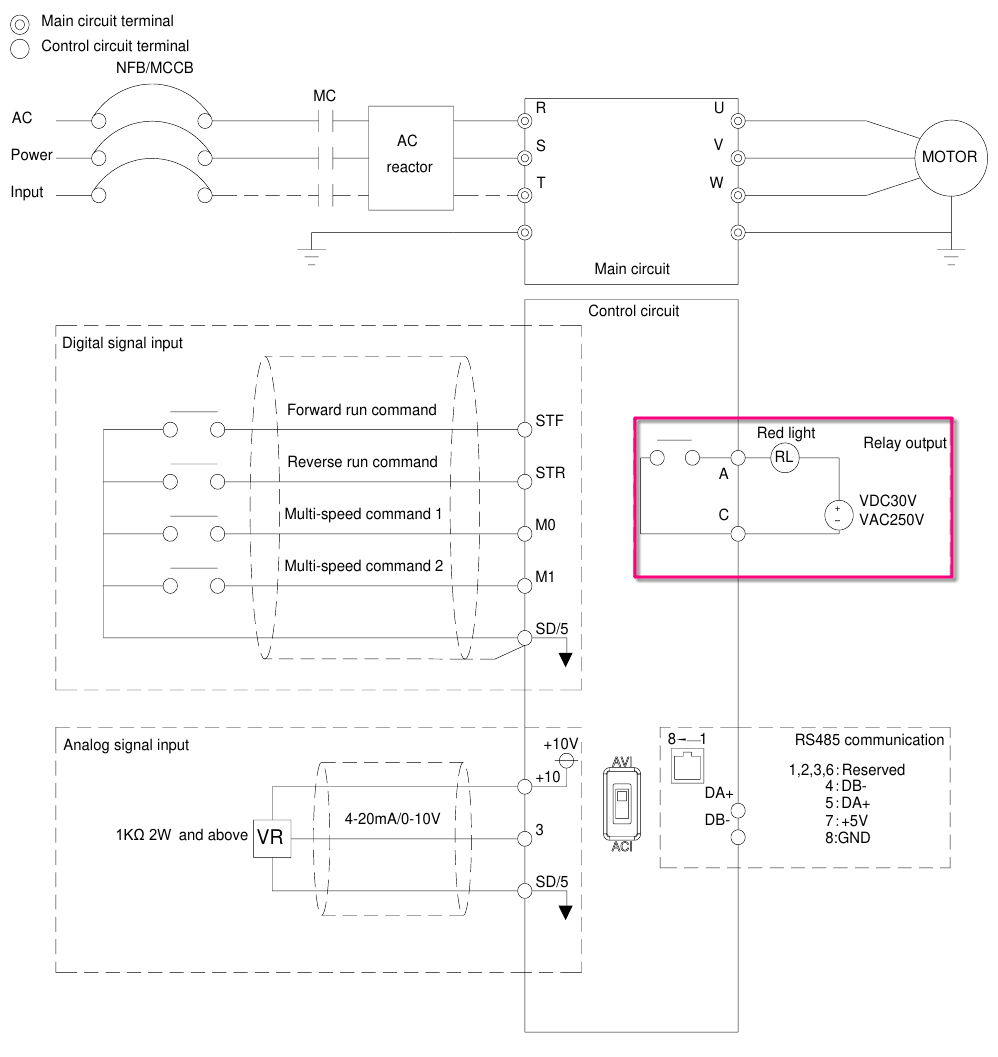 Main circuit terminal
Control circuit terminal
NFB/MCCB
MC
AC
Power
Input
AC
reactor
R
S
T
U
V
W
MOTOR
Main circuit
Control circuit
Digital signal input
Forward run command
STF
Reverse run command
STR
Multi-speed command 1
M0
Multi-speed command 2
M1
SD/5
Red light
Relay output
RL
A
C
+
−
VDC30V
VAC250V
Analog signal input
+10V
+10
4-20mA/0-10V
1KΩ 2W and above
VR
3
SD/5
AVI
ACI
8 1
RS485 communication
DA+
DB-
1,2,3,6:Reserved
4:DB-
5:DA+
7:+5V
8:GND